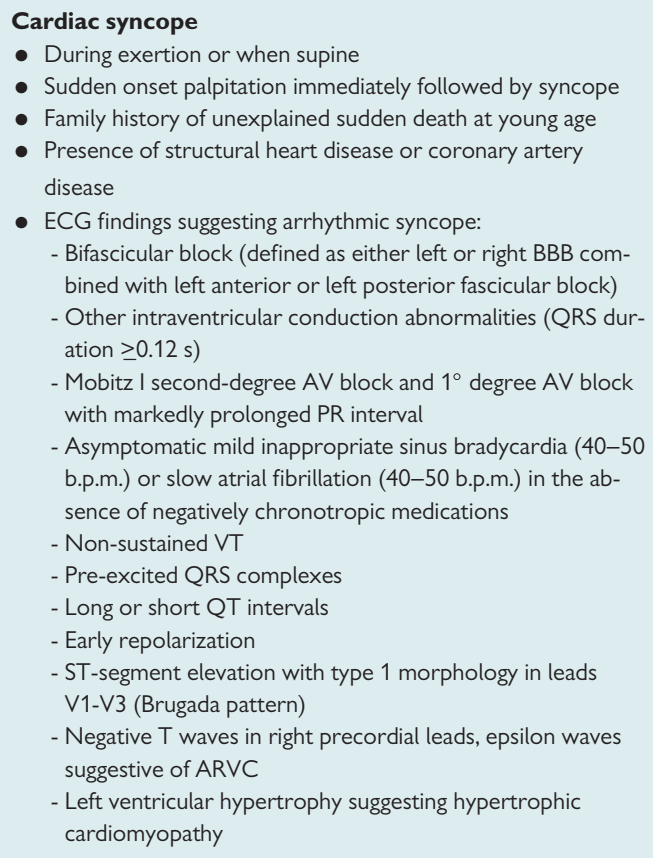 Cardiac syncope
● During exertion or when supine
● Sudden onset palpitation immediately followed by syncope
● Family history of unexplained sudden death at young age
● Presence of structural heart disease or coronary artery
disease
● ECG findings suggesting arrhythmic syncope:
- Bifascicular block (defined as either left or right BBB com-
bined with left anterior or left posterior fascicular block)
- Other intraventricular conduction abnormalities (QRS dur-
ation ≥0.12 s)
- Mobitz I second-degree AV block and 1° degree AV block
with markedly prolonged PR interval
- Asymptomatic mild inappropriate sinus bradycardia (40–50
b.p.m.) or slow atrial fibrillation (40–50 b.p.m.) in the ab-
sence of negatively chronotropic medications
- Non-sustained VT
- Pre-excited QRS complexes
- Long or short QT intervals
- Early repolarization
- ST-segment elevation with type 1 morphology in leads
V1-V3 (Brugada pattern)
- Negative T waves in right precordial leads, epsilon waves
suggestive of ARVC
- Left ventricular hypertrophy suggesting hypertrophic
cardiomyopathy